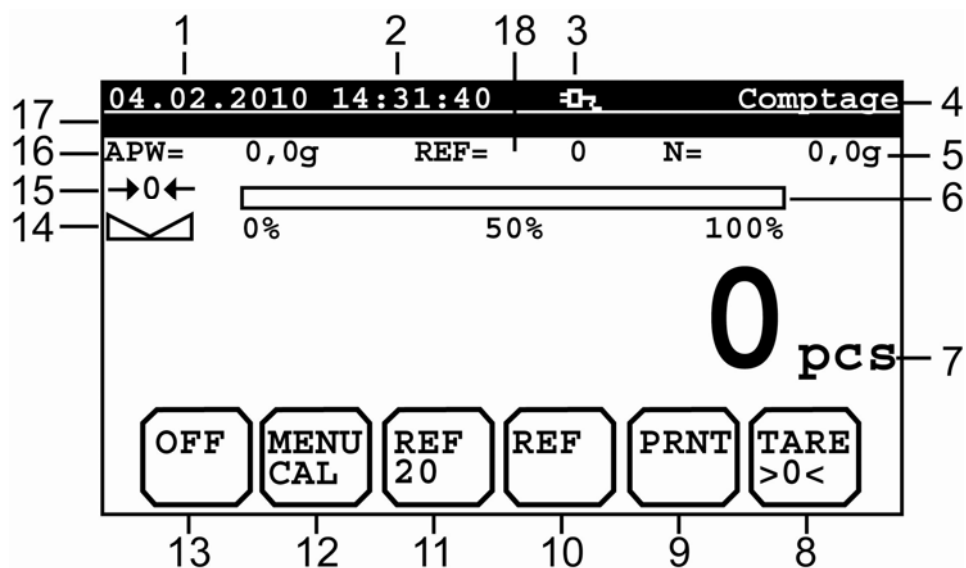 1 2 18 3
04.02.2010 14:31:40 Comptage 4
17
16 APW= 0,0g REF= 0 N= 0,0g 5
15 →0← 6
14 0% 50% 100%
0 pcs 7
OFF MENU REF REF PRNT TARE
CAL 20 >0<
13 12 11 10 9 8